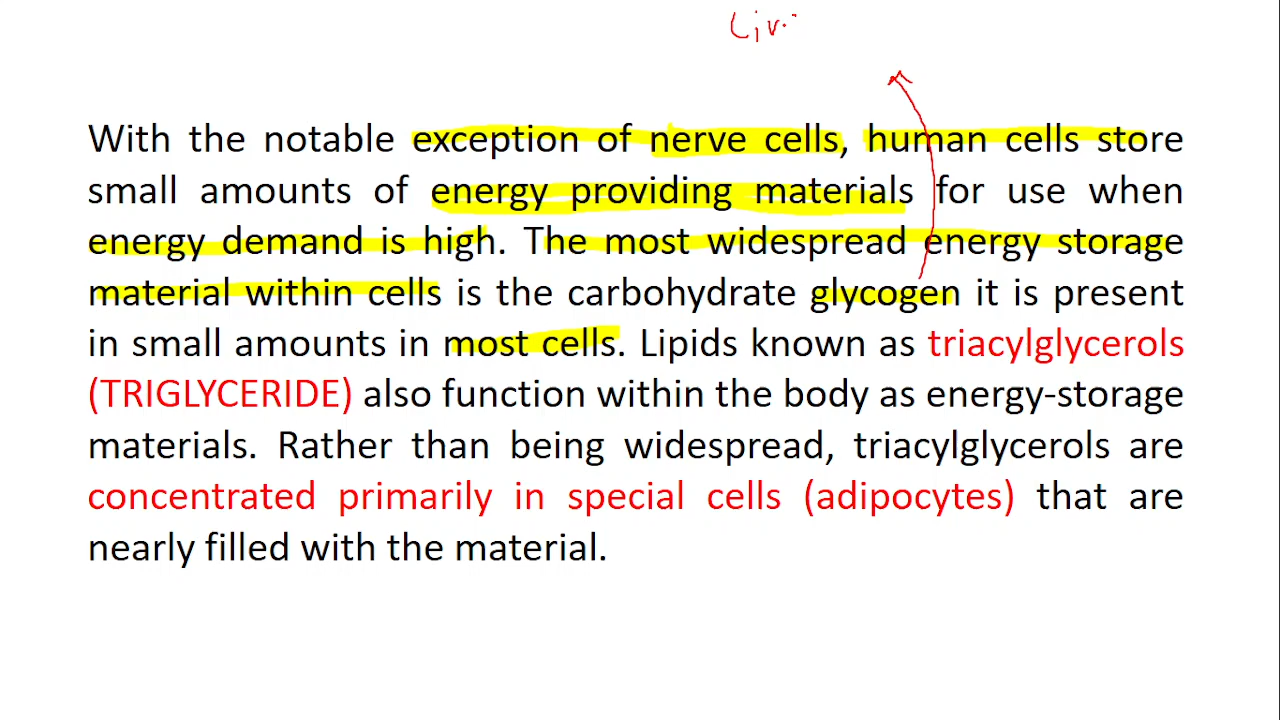 Liv
With the notable exception of nerve cells, human cells store
small amounts of energy providing materials for use when
energy demand is high. The most widespread energy storage
material within cells is the carbohydrate glycogen it is present
in small amounts in most cells. Lipids known as triacylglycerols
(TRIGLYCERIDE) also function within the body as energy-storage
materials. Rather than being widespread, triacylglycerols are
concentrated primarily in special cells (adipocytes) that are
nearly filled with the material.